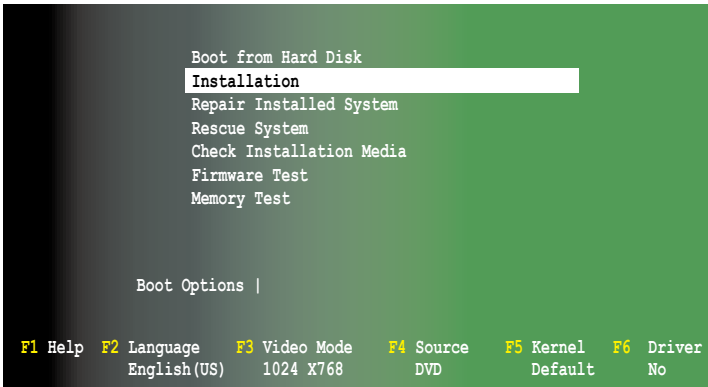 Boot from Hard Disk
Installation
Repair Installed System
Rescue System
Check Installation Media
Firmware Test
Memory Test
Boot Options |
F1 Help F2 Language F3 Video Mode F4 Source F5 Kernel F6 Driver
English(US) 1024 X768 DVD Default No